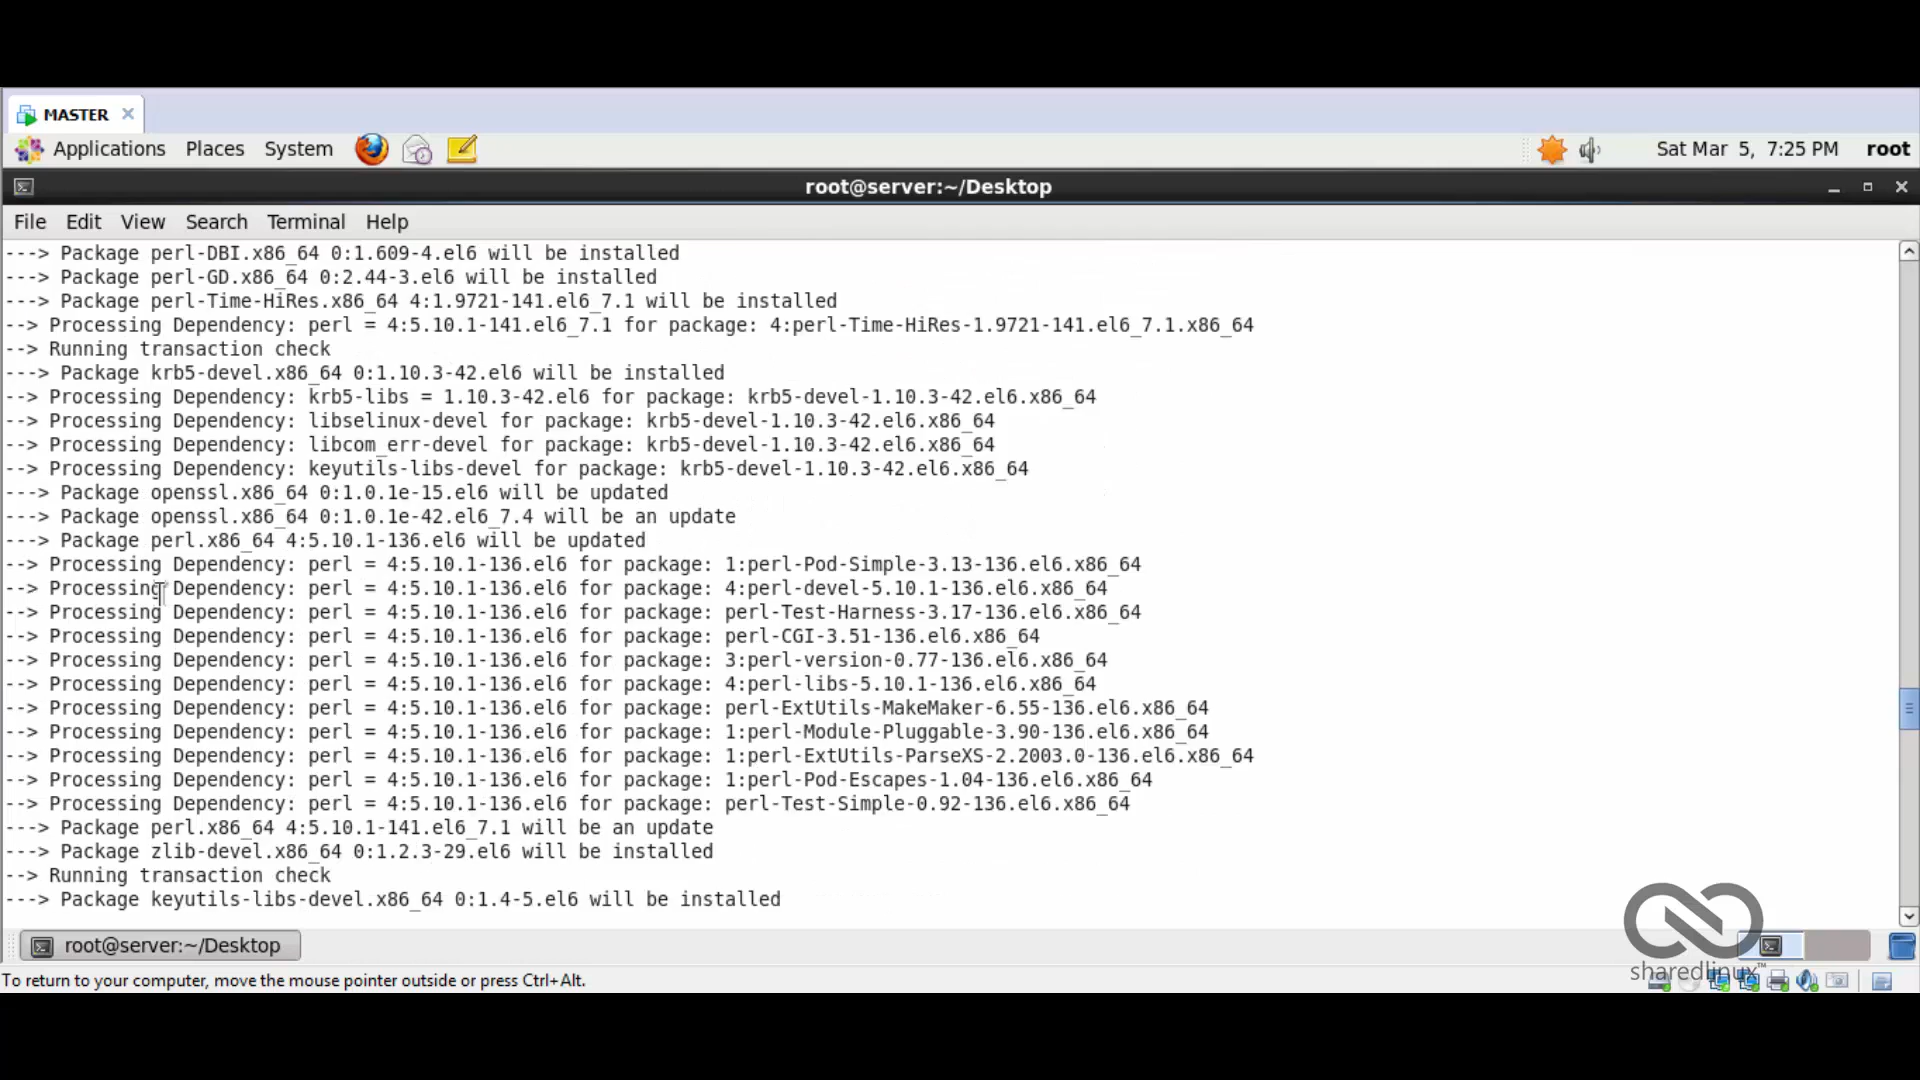 MASTER
Applications Places System Sat Mar 5, 7:25 PM root
root@server:~/Desktop
File Edit View Search Terminal Help
---> Package perl-DBI.x86_64 0:1.609-4.el6 will be installed
---> Package perl-GD.x86_64 0:2.44-3.el6 will be installed
---> Package perl-Time-HiRes.x86_64 4:1.9721-141.el6_7.1 will be installed
--> Processing Dependency: perl = 4:5.10.1-141.el6_7.1 for package: 4:perl-Time-HiRes-1.9721-141.el6_7.1.x86_64
--> Running transaction check
---> Package krb5-devel.x86_64 0:1.10.3-42.el6 will be installed
--> Processing Dependency: krb5-libs = 1.10.3-42.el6 for package: krb5-devel-1.10.3-42.el6.x86_64
--> Processing Dependency: libselinux-devel for package: krb5-devel-1.10.3-42.el6.x86_64
--> Processing Dependency: libcom_err-devel for package: krb5-devel-1.10.3-42.el6.x86_64
--> Processing Dependency: keyutils-libs-devel for package: krb5-devel-1.10.3-42.el6.x86_64
---> Package openssl.x86_64 0:1.0.1e-15.el6 will be updated
---> Package openssl.x86_64 0:1.0.1e-42.el6_7.4 will be an update
---> Package perl.x86_64 4:5.10.1-136.el6 will be updated
--> Processing Dependency: perl = 4:5.10.1-136.el6 for package: 1:perl-Pod-Simple-3.13-136.el6.x86_64
--> Processing Dependency: perl = 4:5.10.1-136.el6 for package: 4:perl-devel-5.10.1-136.el6.x86_64
--> Processing Dependency: perl = 4:5.10.1-136.el6 for package: perl-Test-Harness-3.17-136.el6.x86_64
--> Processing Dependency: perl = 4:5.10.1-136.el6 for package: perl-CGI-3.51-136.el6.x86_64
--> Processing Dependency: perl = 4:5.10.1-136.el6 for package: 3:perl-version-0.77-136.el6.x86_64
--> Processing Dependency: perl = 4:5.10.1-136.el6 for package: 4:perl-libs-5.10.1-136.el6.x86_64
--> Processing Dependency: perl = 4:5.10.1-136.el6 for package: perl-ExtUtils-MakeMaker-6.55-136.el6.x86_64
--> Processing Dependency: perl = 4:5.10.1-136.el6 for package: 1:perl-Module-Pluggable-3.90-136.el6.x86_64
--> Processing Dependency: perl = 4:5.10.1-136.el6 for package: 1:perl-ExtUtils-ParseXS-2.2003.0-136.el6.x86_64
--> Processing Dependency: perl = 4:5.10.1-136.el6 for package: 1:perl-Pod-Escapes-1.04-136.el6.x86_64
--> Processing Dependency: perl = 4:5.10.1-136.el6 for package: perl-Test-Simple-0.92-136.el6.x86_64
---> Package perl.x86_64 4:5.10.1-141.el6_7.1 will be an update
---> Package zlib-devel.x86_64 0:1.2.3-29.el6 will be installed
--> Running transaction check
---> Package keyutils-libs-devel.x86_64 0:1.4-5.el6 will be installed
root@server:~/Desktop
sharedlinux™
To return to your computer, move the mouse pointer outside or press Ctrl+Alt.